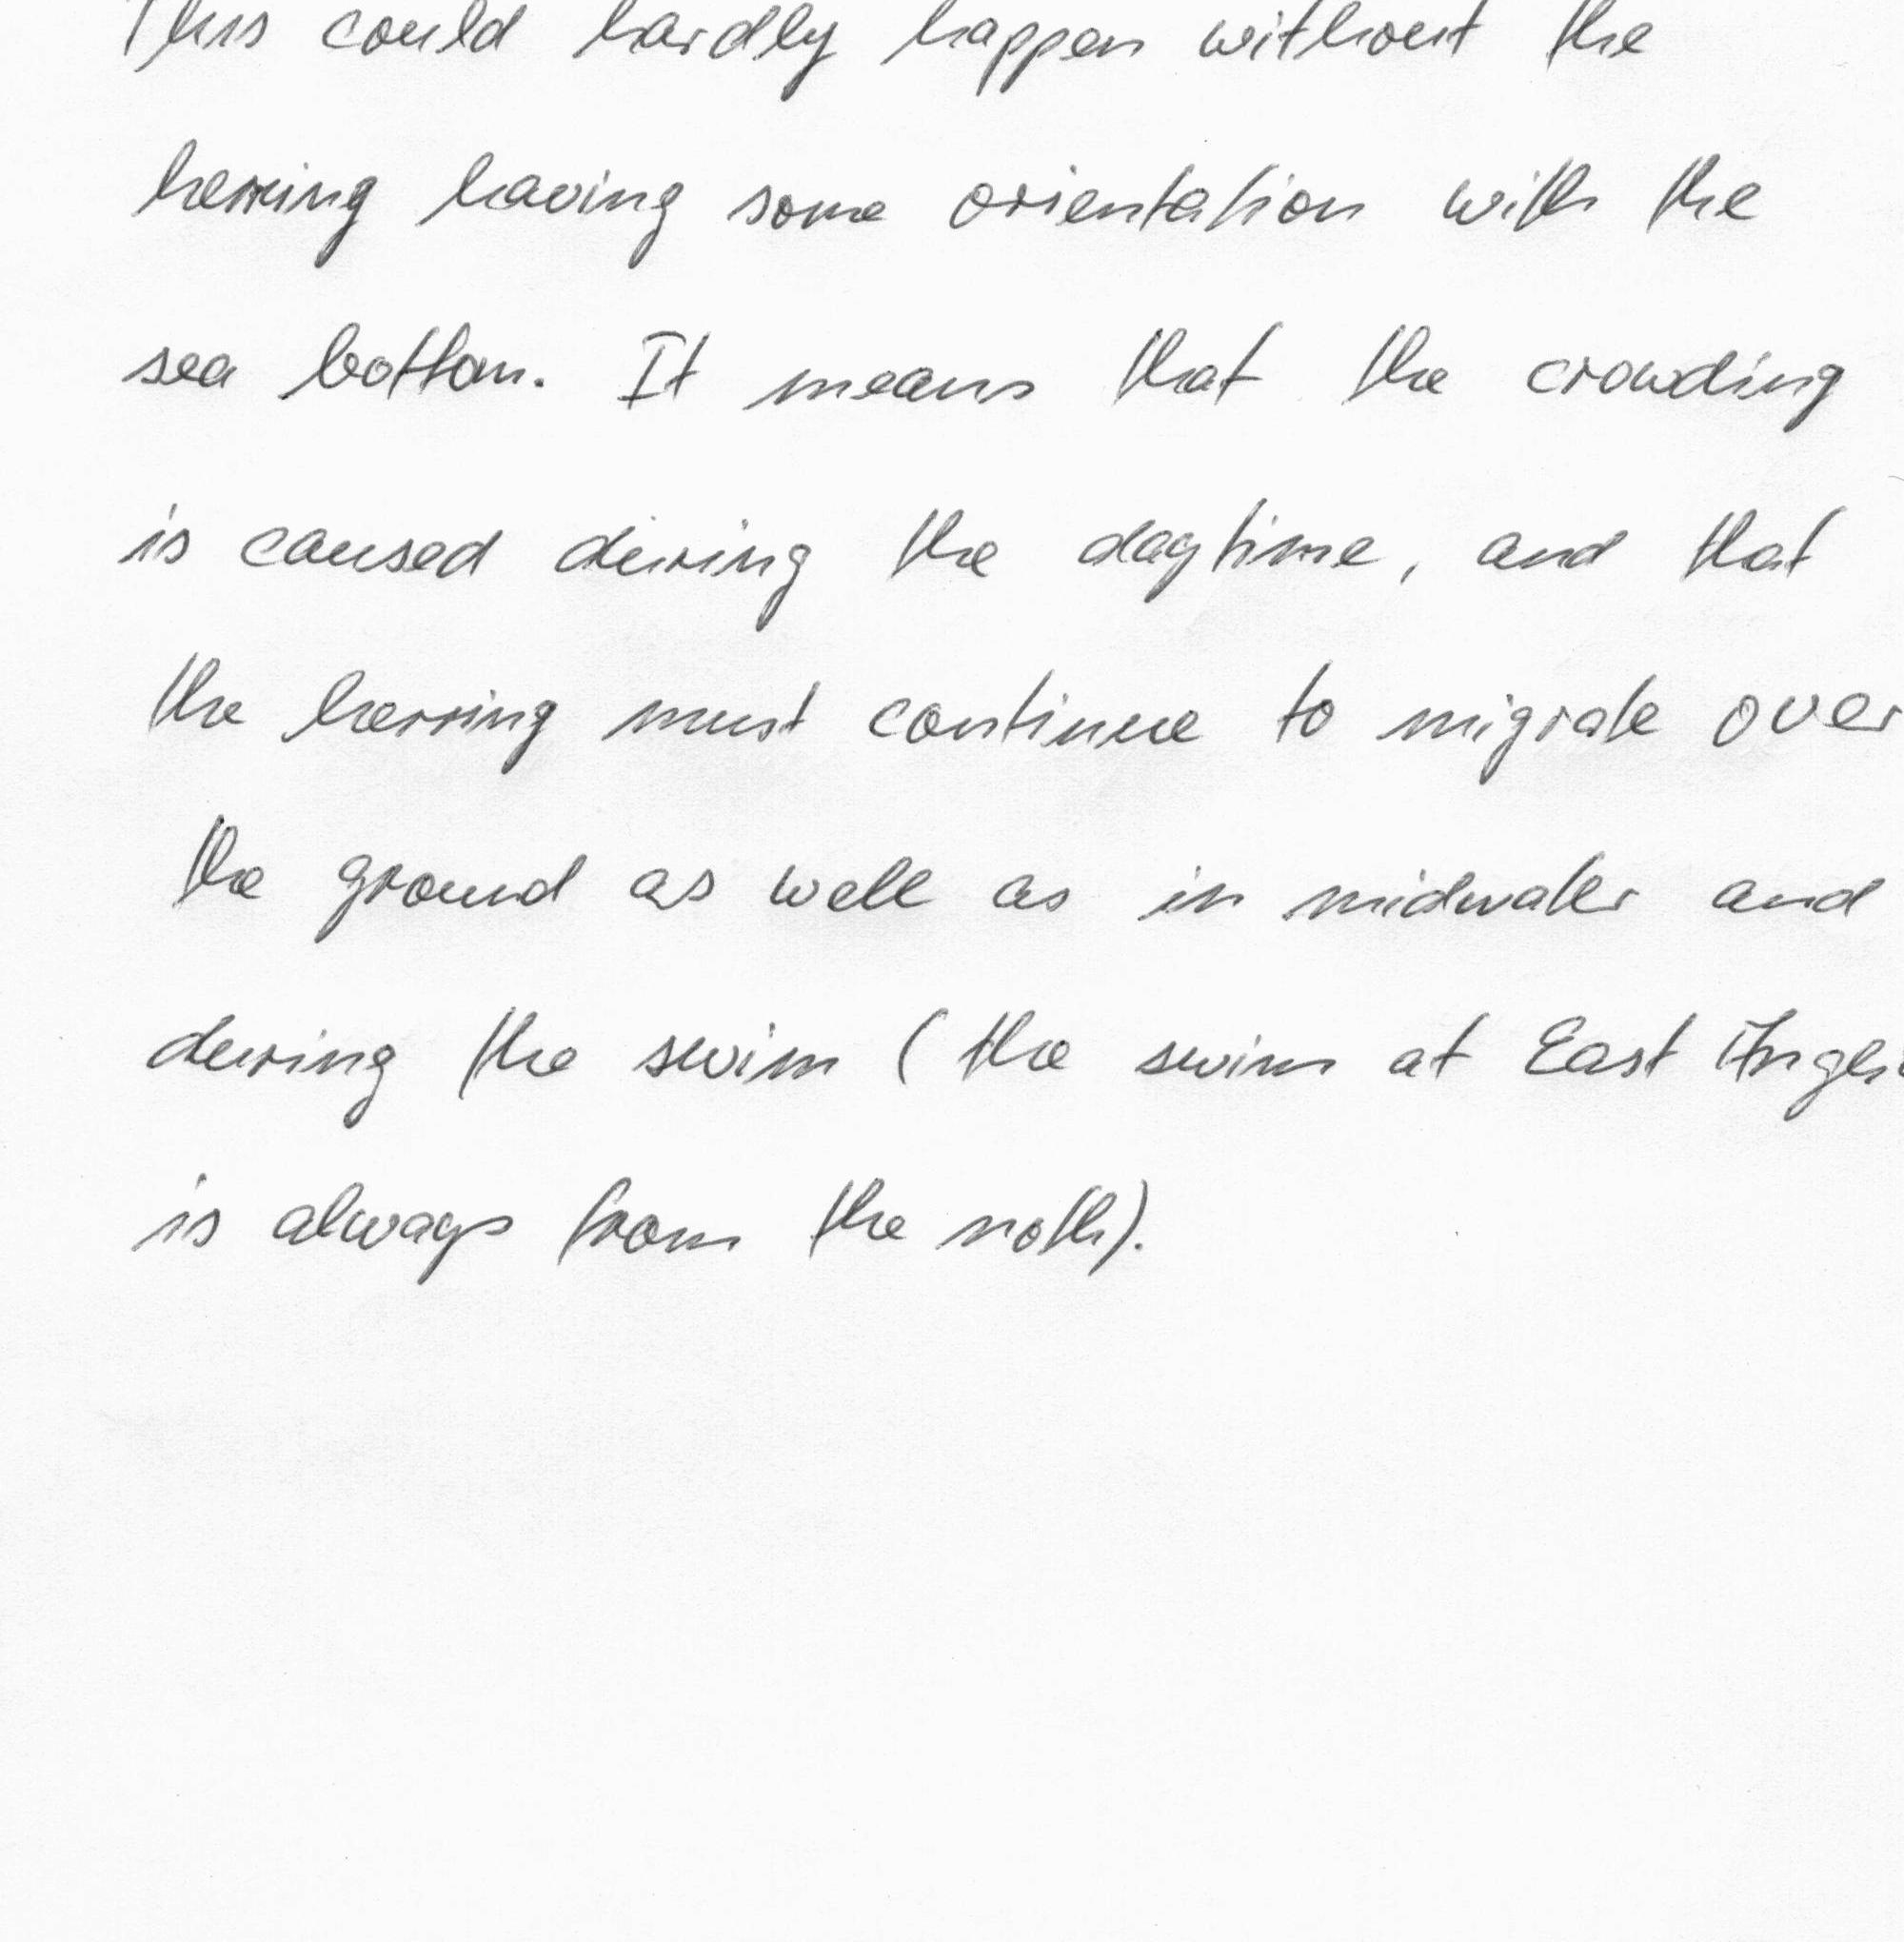 This could hardly happen without the
herring having some orientation with the
sea bottom. It means that the crowding
is caused during the daytime, and that
the herring must continue to migrate over
the ground as well as in midwater and
during the swim (the swim at East Anglia
is always from the noth).